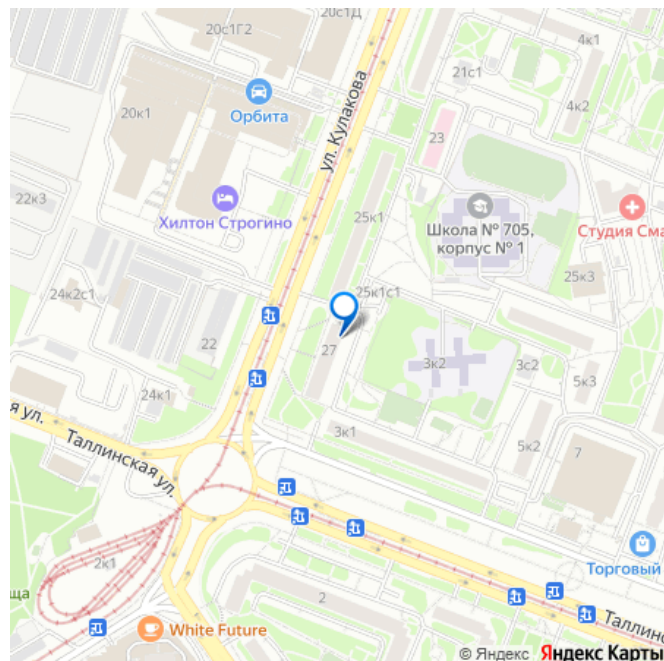 20с1Г2
20с1Д
4к1
21с1
Орбита
20к1
4к2
ул. Кулакова
23
22к3
Хилтон Строгино
25к1
Школа № 705,
корпус № 1
Студия Сма
25к3
25к1с1
24к2с1
22
27
3к2
3с2
5к3
24к1
я ул.
Таллинская ул.
3к1
5к2
7
Торговый
2к1
ща
2
Таллинс
White Future
© Яндекс Яндекс Карты